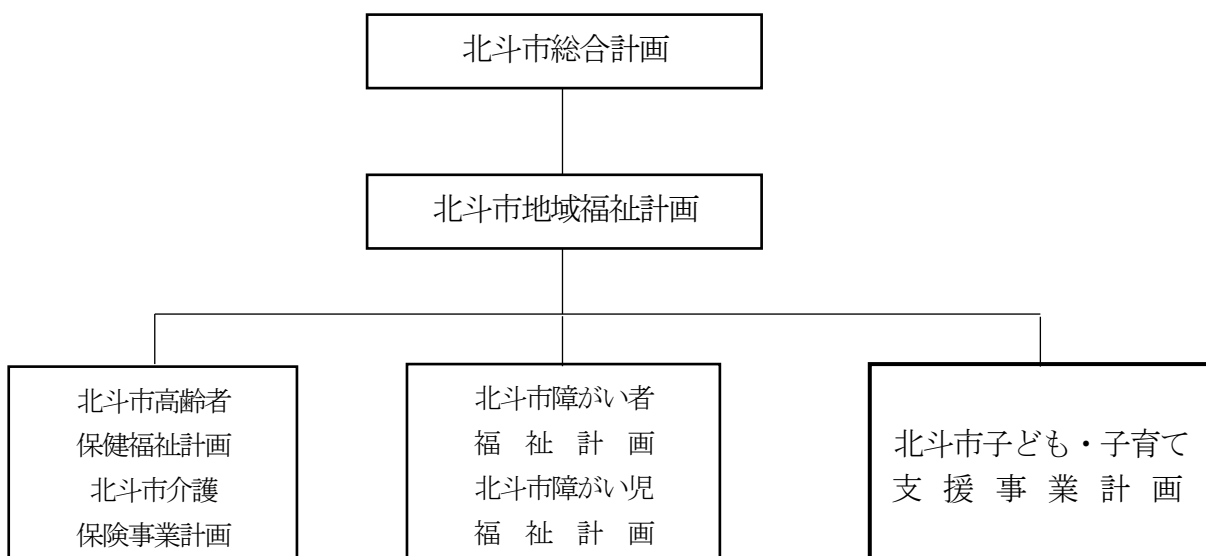 北斗市総合計画
北斗市地域福祉計画
北斗市高齢者
保健福祉計画
北斗市介護
保険事業計画
北斗市障がい者
福祉計画
北斗市障がい児
福祉計画
北斗市子ども・子育て
支援事業計画